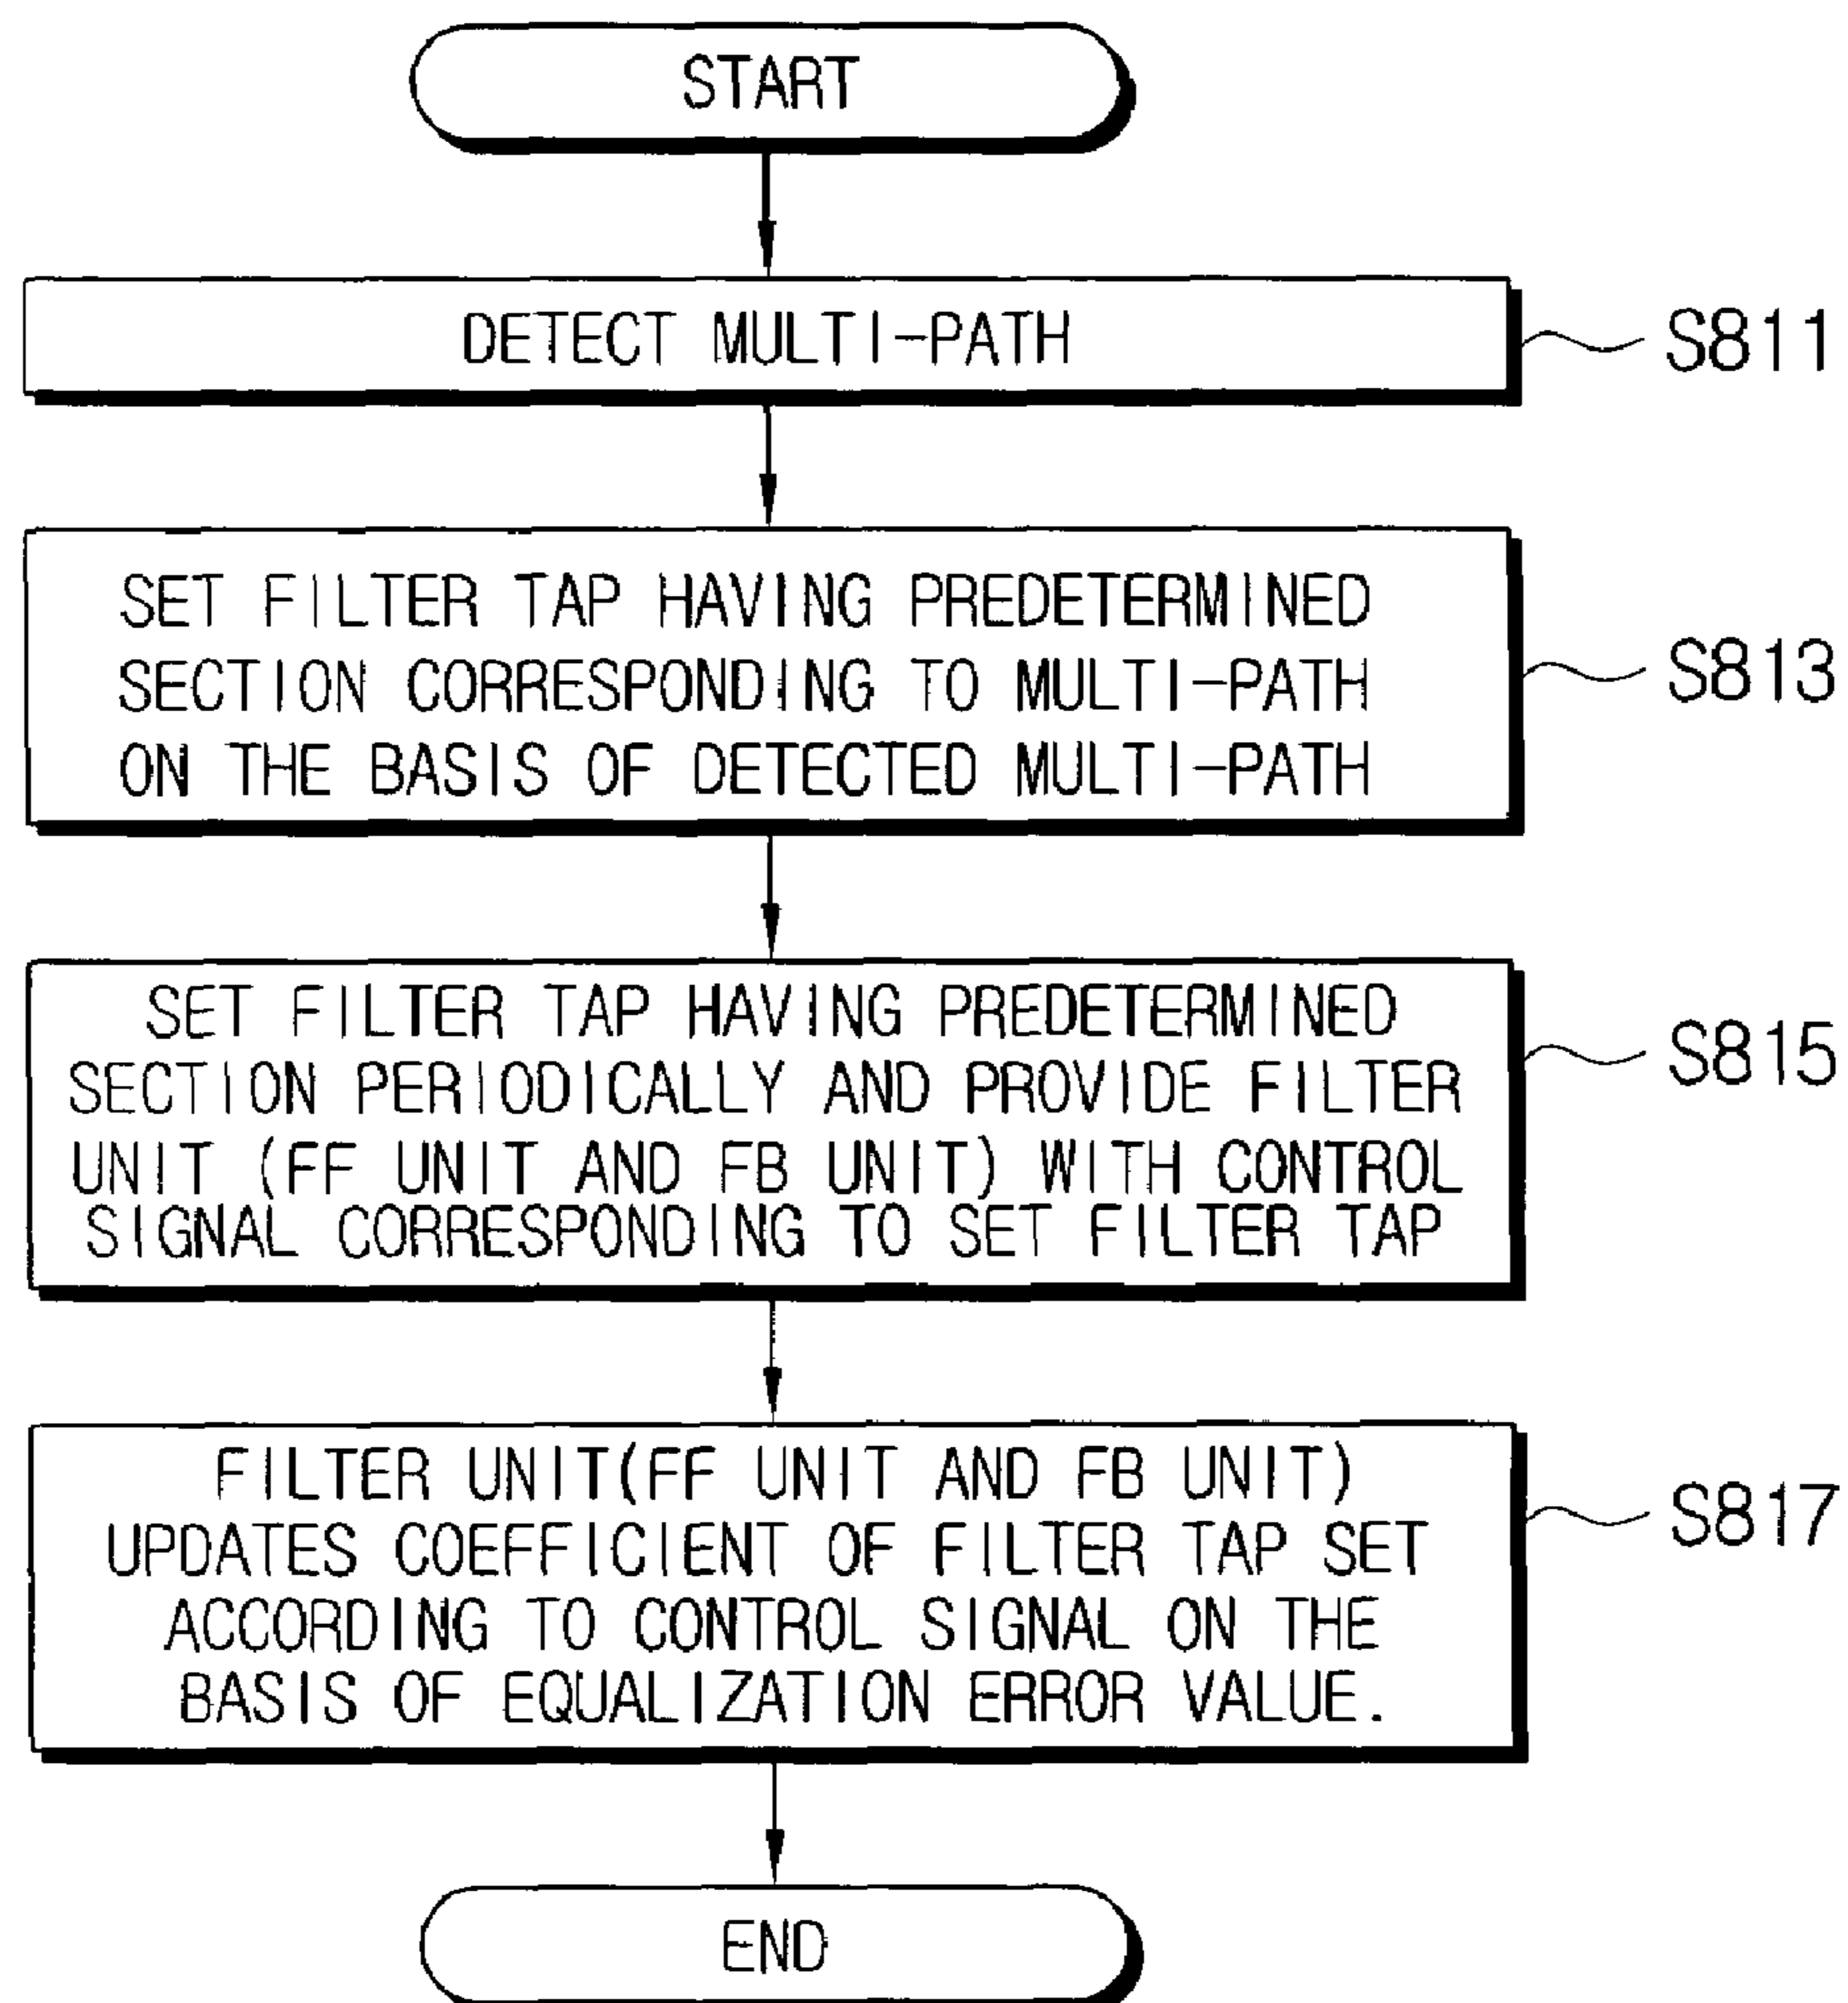 START
DETECT MULTI-PATH
S811
SET FILTER TAP HAVING PREDETERMINED
SECTION CORRESPONDING TO MULTI-PATH
ON THE BASIS OF DETECTED MULTI-PATH
S813
SET FILTER TAP HAVING PREDETERMINED
SECTION PERIODICALLY AND PROVIDE FILTER
UNIT (FF UNIT AND FB UNIT) WITH CONTROL
SIGNAL CORRESPONDING TO SET FILTER TAP
S815
FILTER UNIT(FF UNIT AND FB UNIT)
UPDATES COEFFICIENT OF FILTER TAP SET
ACCORDING TO CONTROL SIGNAL ON THE
BASIS OF EQUALIZATION ERROR VALUE.
S817
END